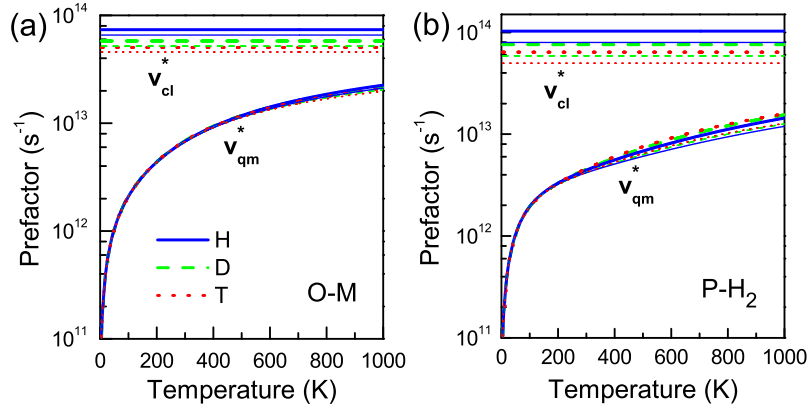 (a)
10^14
v*cl
10^13
v*qm
10^12
H
D
T
O-M
10^11
0 200 400 600 800 1000
Temperature (K)
Prefactor (s^-1)
(b)
10^14
v*cl
10^13
v*qm
10^12
P-H2
10^11
0 200 400 600 800 1000
Temperature (K)
Prefactor (s^-1)